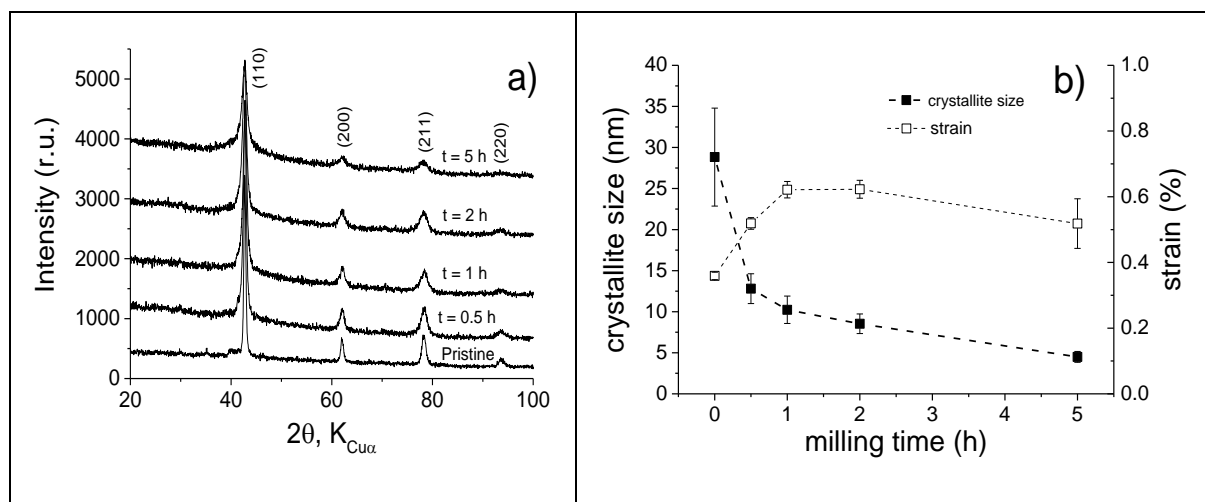 a)
(110)
(200)
(211)
(220)
5000
4000
3000
2000
1000
0
t = 5 h
t = 2 h
t = 1 h
t = 0.5 h
Pristine
20 40 60 80 100
Intensity (r.u.)
2θ, K_Cuα
b)
crystallite size
strain
40
35
30
25
20
15
10
5
0
1.0
0.8
0.6
0.4
0.2
0.0
0 1 2 3 4 5
crystallite size (nm)
strain (%)
milling time (h)